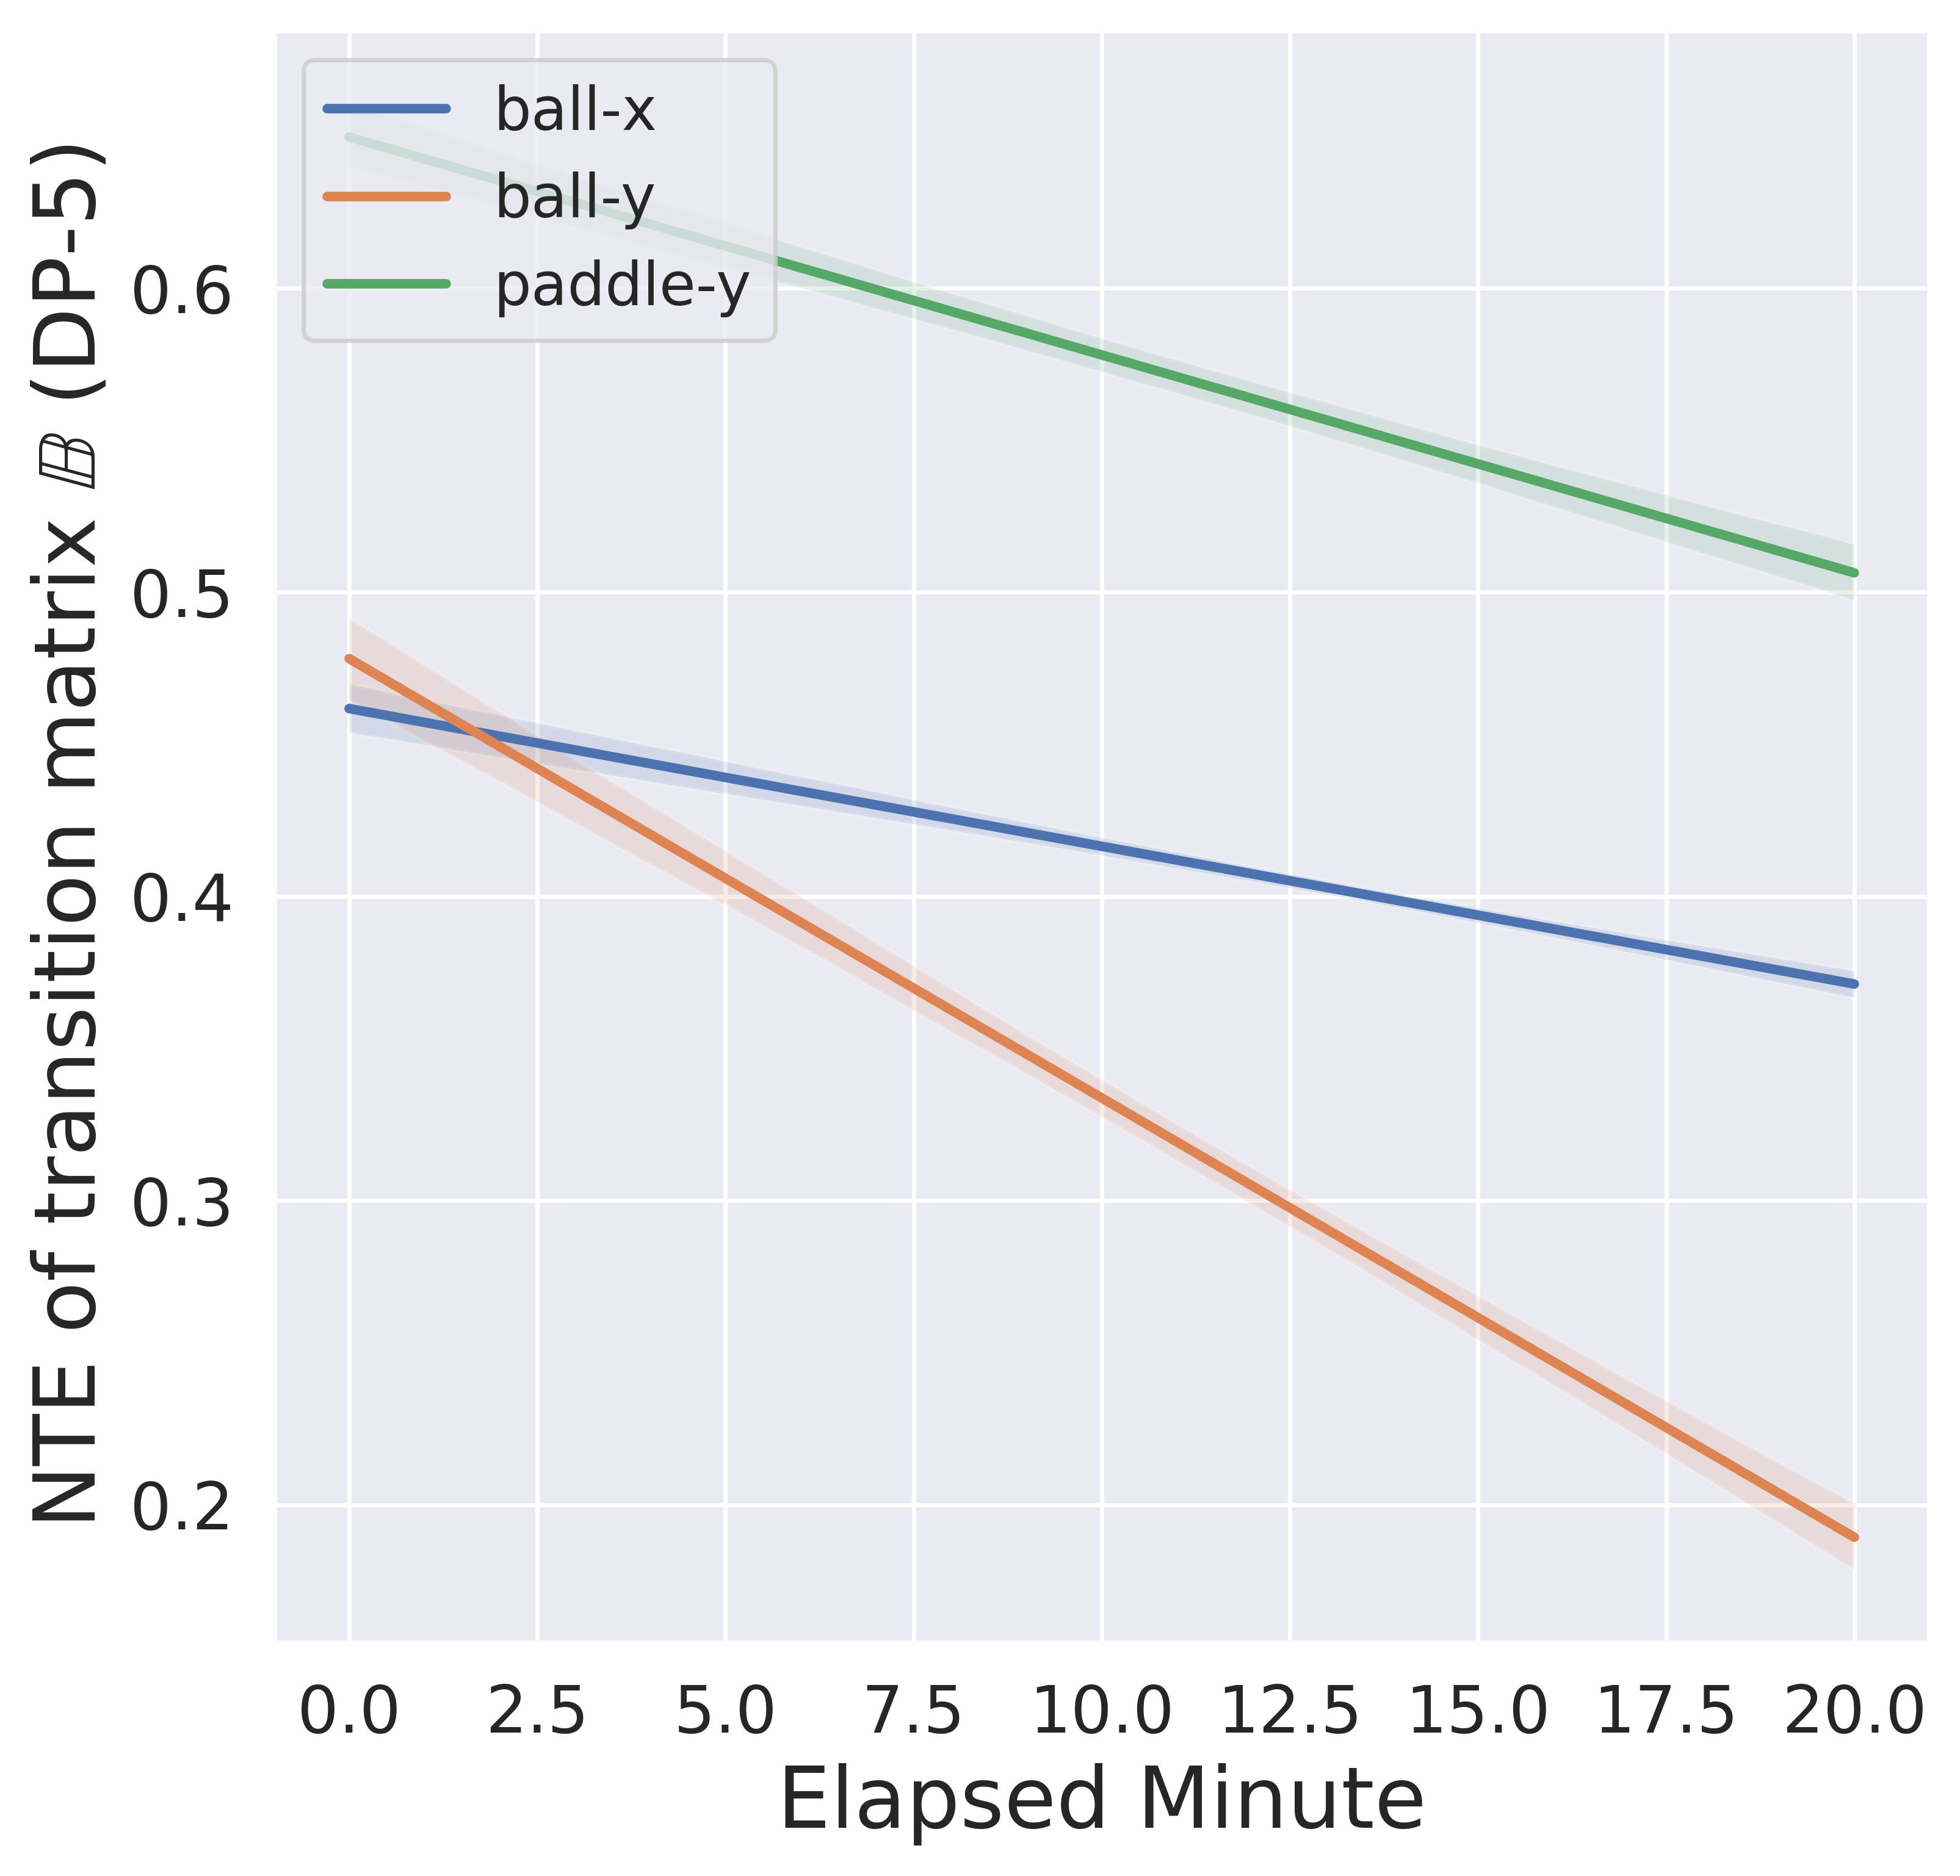 NTE of transition matrix 𝔹 (DP-5)
ball-x
ball-y
paddle-y
0.6
0.5
0.4
0.3
0.2
0.0 2.5 5.0 7.5 10.0 12.5 15.0 17.5 20.0
Elapsed Minute